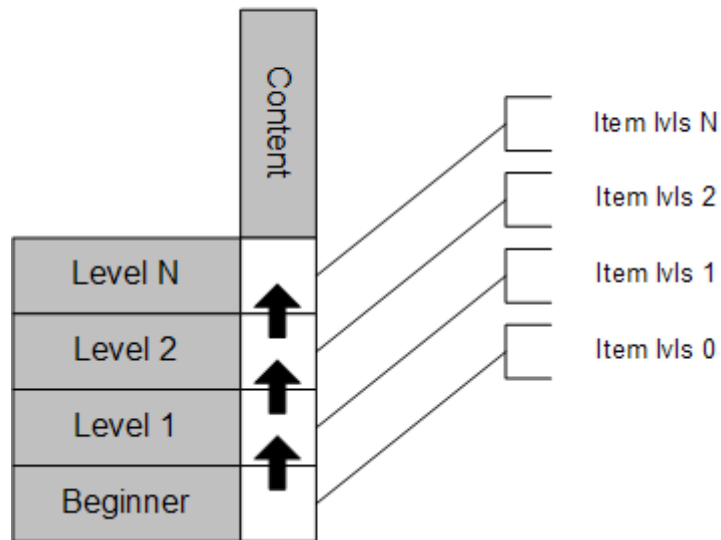 Content
Level N
Level 2
Level 1
Beginner
Item lvls N
Item lvls 2
Item lvls 1
Item lvls 0